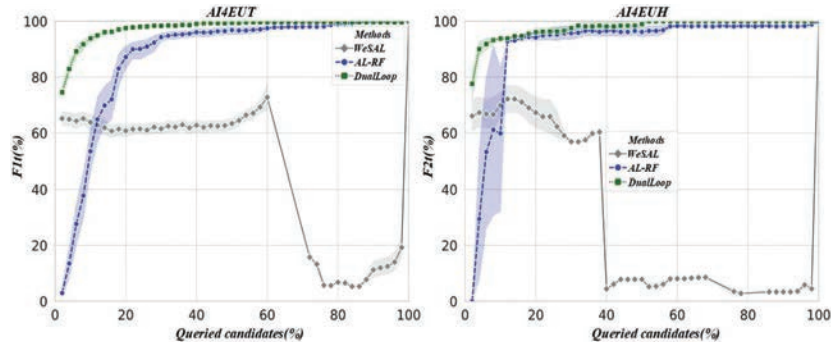 AI4EUT
100
80
60
40
20
0
F1t(%)
Methods
WeSAL
AL-RF
DualLoop
0 20 40 60 80 100
Queried candidates(%)
AI4EUH
100
80
60
40
20
0
F2t(%)
Methods
WeSAL
AL-RF
DualLoop
0 20 40 60 80 100
Queried candidates(%)